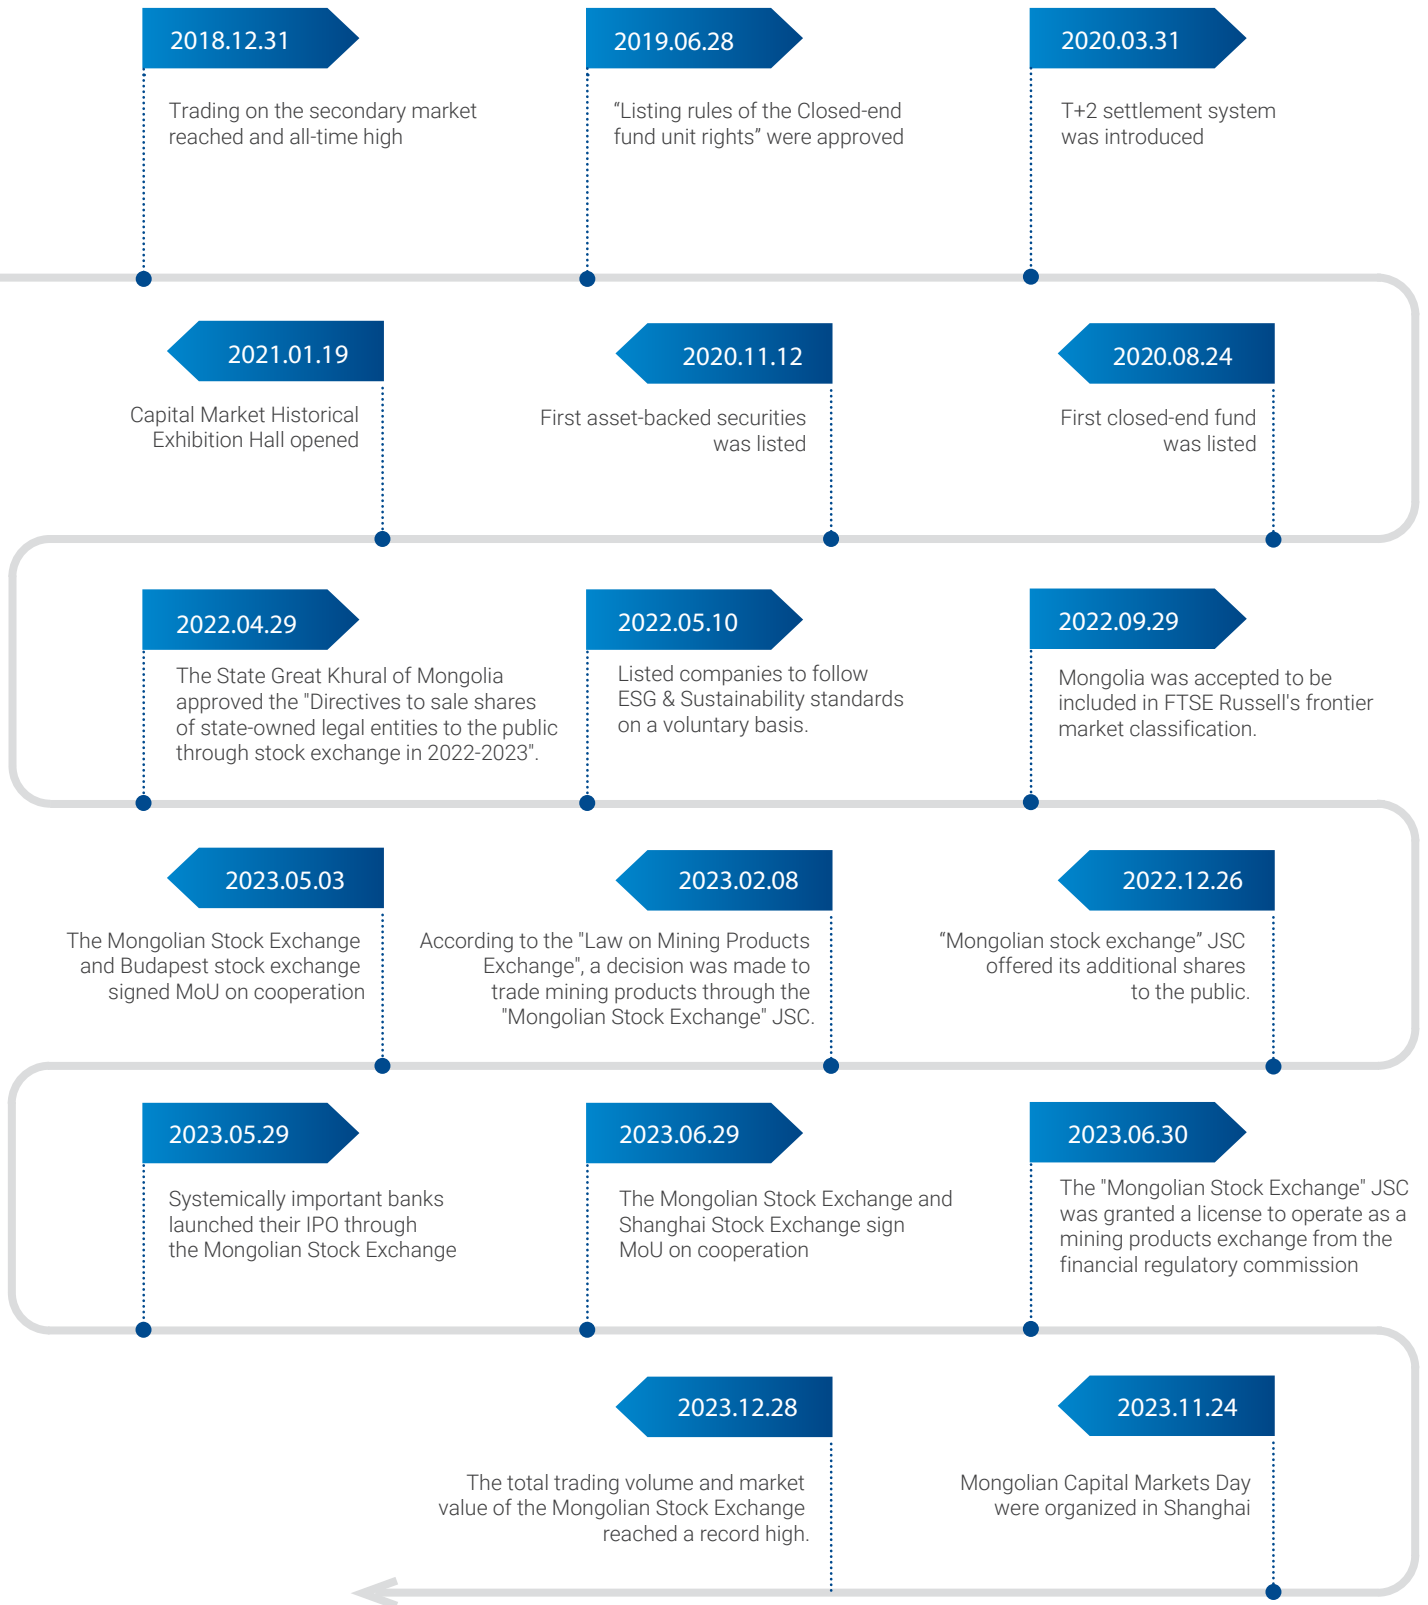 2018.12.31
Trading on the secondary market
reached and all-time high
2019.06.28
“Listing rules of the Closed-end
fund unit rights” were approved
2020.03.31
T+2 settlement system
was introduced
2020.08.24
First closed-end fund
was listed
2020.11.12
First asset-backed securities
was listed
2021.01.19
Capital Market Historical
Exhibition Hall opened
2022.04.29
The State Great Khural of Mongolia
approved the "Directives to sale shares
of state-owned legal entities to the public
through stock exchange in 2022-2023".
2022.05.10
Listed companies to follow
ESG & Sustainability standards
on a voluntary basis.
2022.09.29
Mongolia was accepted to be
included in FTSE Russell's frontier
market classification.
2022.12.26
“Mongolian stock exchange” JSC
offered its additional shares
to the public.
2023.02.08
According to the "Law on Mining Products
Exchange", a decision was made to
trade mining products through the
"Mongolian Stock Exchange" JSC.
2023.05.03
The Mongolian Stock Exchange
and Budapest stock exchange
signed MoU on cooperation
2023.05.29
Systemically important banks
launched their IPO through
the Mongolian Stock Exchange
2023.06.29
The Mongolian Stock Exchange and
Shanghai Stock Exchange sign
MoU on cooperation
2023.06.30
The "Mongolian Stock Exchange" JSC
was granted a license to operate as a
mining products exchange from the
financial regulatory commission
2023.11.24
Mongolian Capital Markets Day
were organized in Shanghai
2023.12.28
The total trading volume and market
value of the Mongolian Stock Exchange
reached a record high.